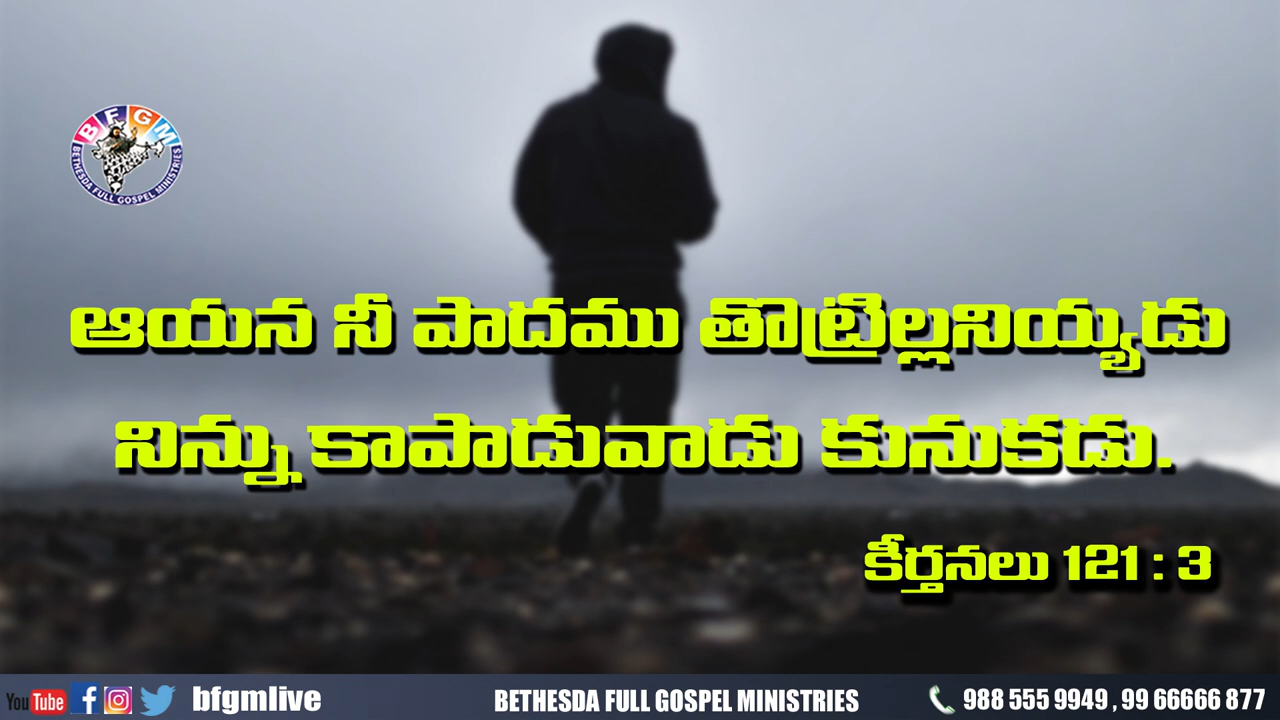 BFGM
BETHESDA FULL GOSPEL MINISTRIES
ఆయన నీ పాదము తొట్రిల్లనియ్యడు
నిన్ను కాపాడువాడు కునుకడు.
కీర్తనలు 121 : 3
YouTube bfgmlive BETHESDA FULL GOSPEL MINISTRIES 988 555 9949 , 99 66666 877